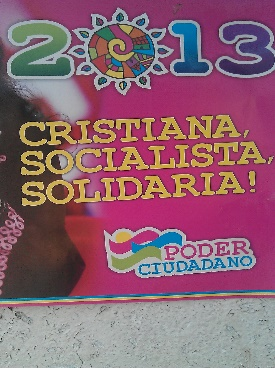 2013
CRISTIANA,
SOCIALISTA,
SOLIDARIA!
PODER
CIUDADANO